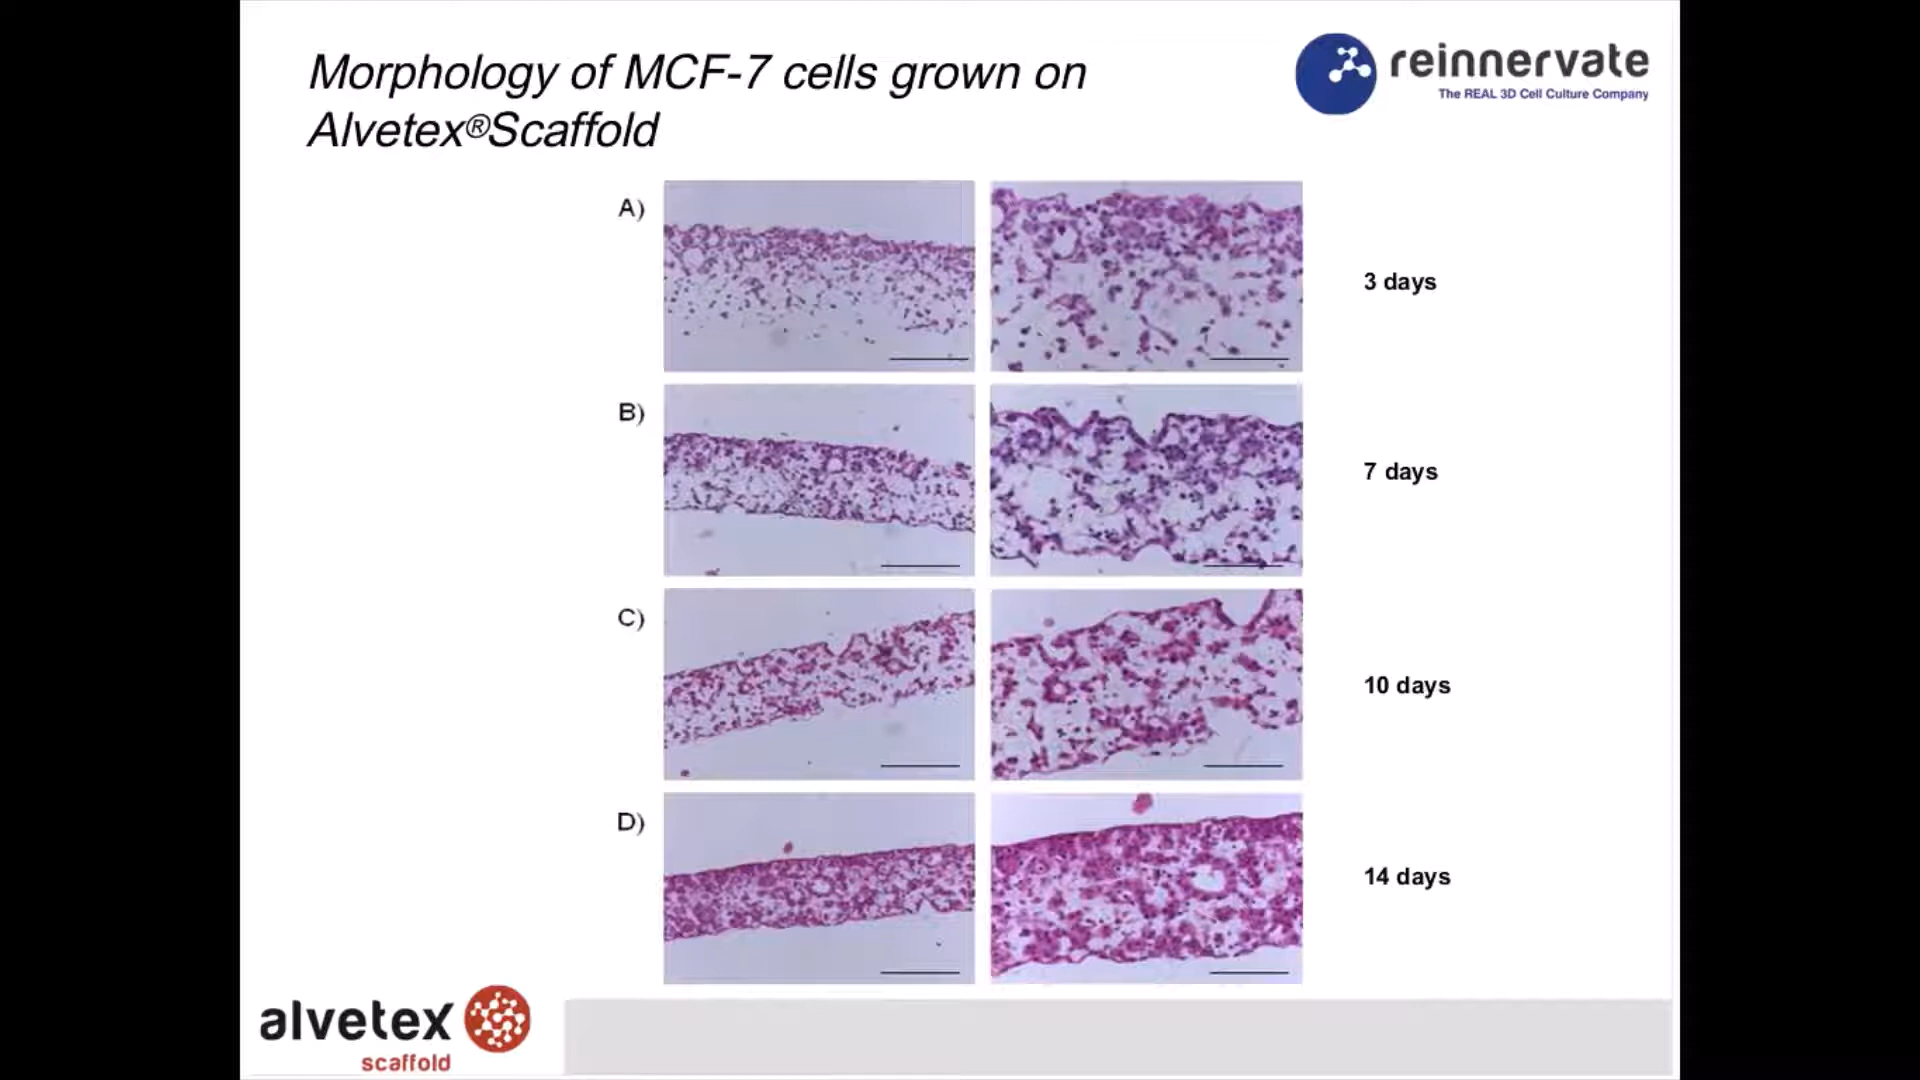 Morphology of MCF-7 cells grown on
Alvetex®Scaffold
reinnervate
The REAL 3D Cell Culture Company
A)
3 days
B)
7 days
C)
10 days
D)
14 days
alvetex
scaffold